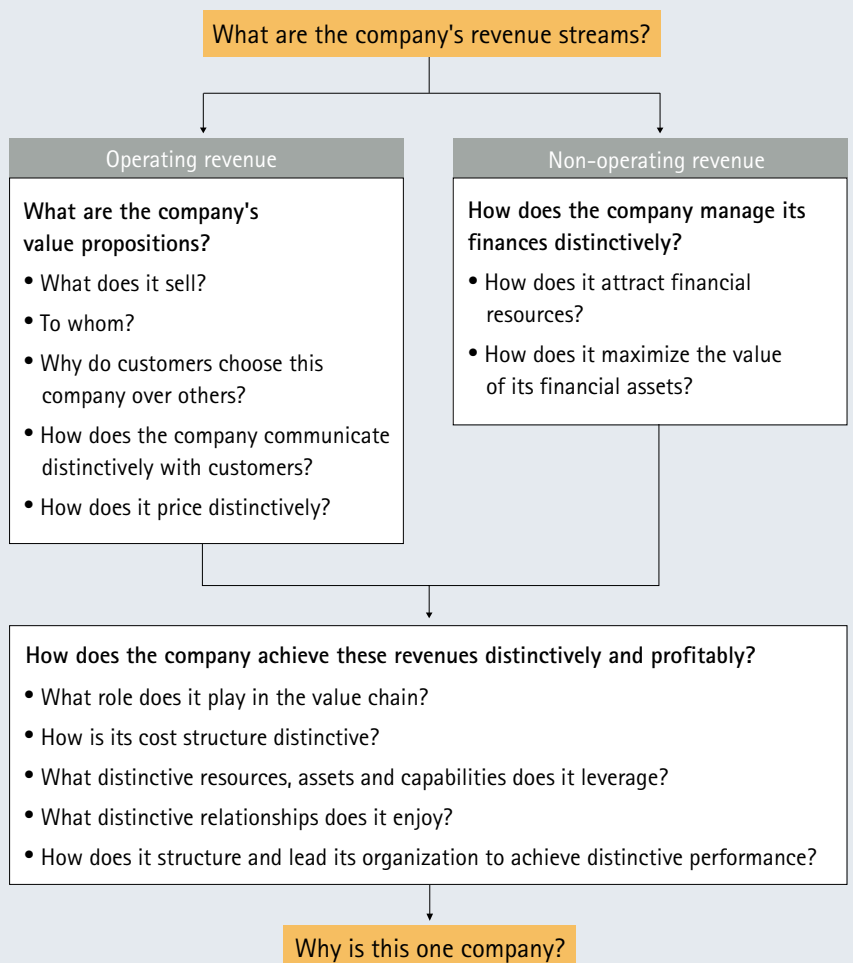 What are the company's revenue streams?
Operating revenue
What are the company's
value propositions?
• What does it sell?
• To whom?
• Why do customers choose this
company over others?
• How does the company communicate
distinctively with customers?
• How does it price distinctively?
Non-operating revenue
How does the company manage its
finances distinctively?
• How does it attract financial
resources?
• How does it maximize the value
of its financial assets?
How does the company achieve these revenues distinctively and profitably?
• What role does it play in the value chain?
• How is its cost structure distinctive?
• What distinctive resources, assets and capabilities does it leverage?
• What distinctive relationships does it enjoy?
• How does it structure and lead its organization to achieve distinctive performance?
Why is this one company?